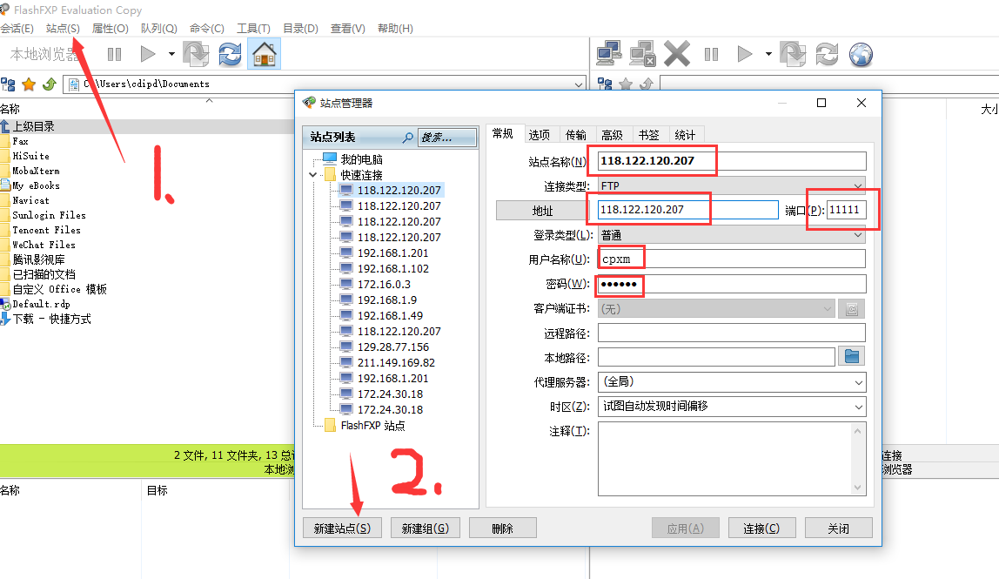 FlashFXP Evaluation Copy
会话(E) 站点(S) 属性(O) 队列(Q) 命令(C) 工具(T) 目录(D) 查看(V) 帮助(H)
本地浏览器
\Users\cdipd\Documents
名称
大小
上级目录
Fax
HiSuite
MobaXterm
My eBooks
Navicat
Sunlogin Files
Tencent Files
WeChat Files
腾讯影视库
已扫描的文档
自定义 Office 模板
Default.rdp
下载 - 快捷方式
1.
2 文件, 11 文件夹, 13 总计
本地浏
名称
目标
连接
浏览器
站点管理器
站点列表
搜索...
我的电脑
快速连接
118.122.120.207
118.122.120.207
118.122.120.207
118.122.120.207
192.168.1.201
192.168.1.102
172.16.0.3
192.168.1.9
192.168.1.49
118.122.120.207
129.28.77.156
211.149.169.82
192.168.1.201
172.24.30.18
172.24.30.18
FlashFXP 站点
2.
常规 选项 传输 高级 书签 统计
站点名称(N) 118.122.120.207
连接类型: FTP
地址 118.122.120.207 端口(P): 11111
登录类型(L): 普通
用户名称(U): cpxm
密码(W): ••••••
客户端证书: (无)
远程路径:
本地路径:
代理服务器: (全局)
时区(Z): 试图自动发现时间偏移
注释(T):
新建站点(S) 新建组(G) 删除 应用(A) 连接(C) 关闭